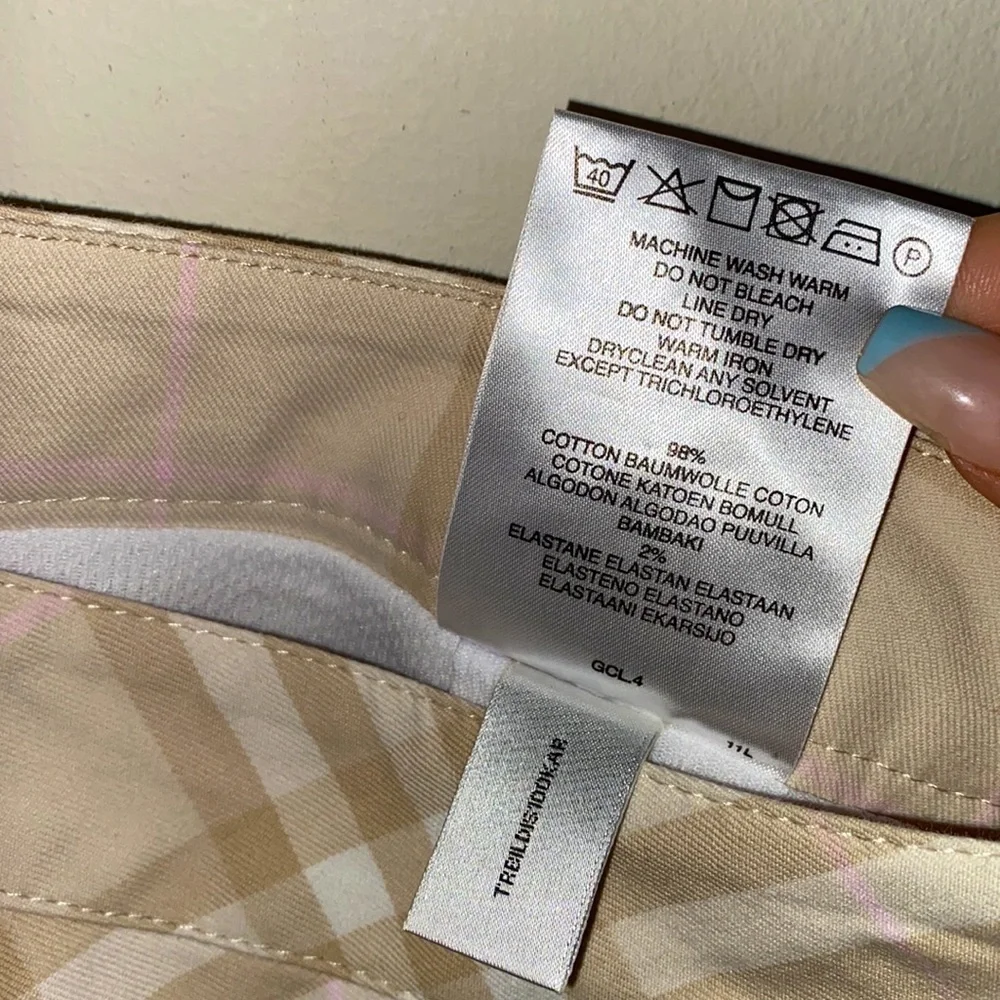 40
P
MACHINE WASH WARM
DO NOT BLEACH
LINE DRY
DO NOT TUMBLE DRY
WARM IRON
DRYCLEAN ANY SOLVENT
EXCEPT TRICHLOROETHYLENE
98%
COTTON BAUMWOLLE COTON
COTONE KATOEN BOMULL
ALGODON ALGODAO PUUVILLA
BAMBAKI
2%
ELASTANE ELASTAN ELASTAAN
ELASTENO ELASTANO
ELASTAANI EKARSIJO
GCL4